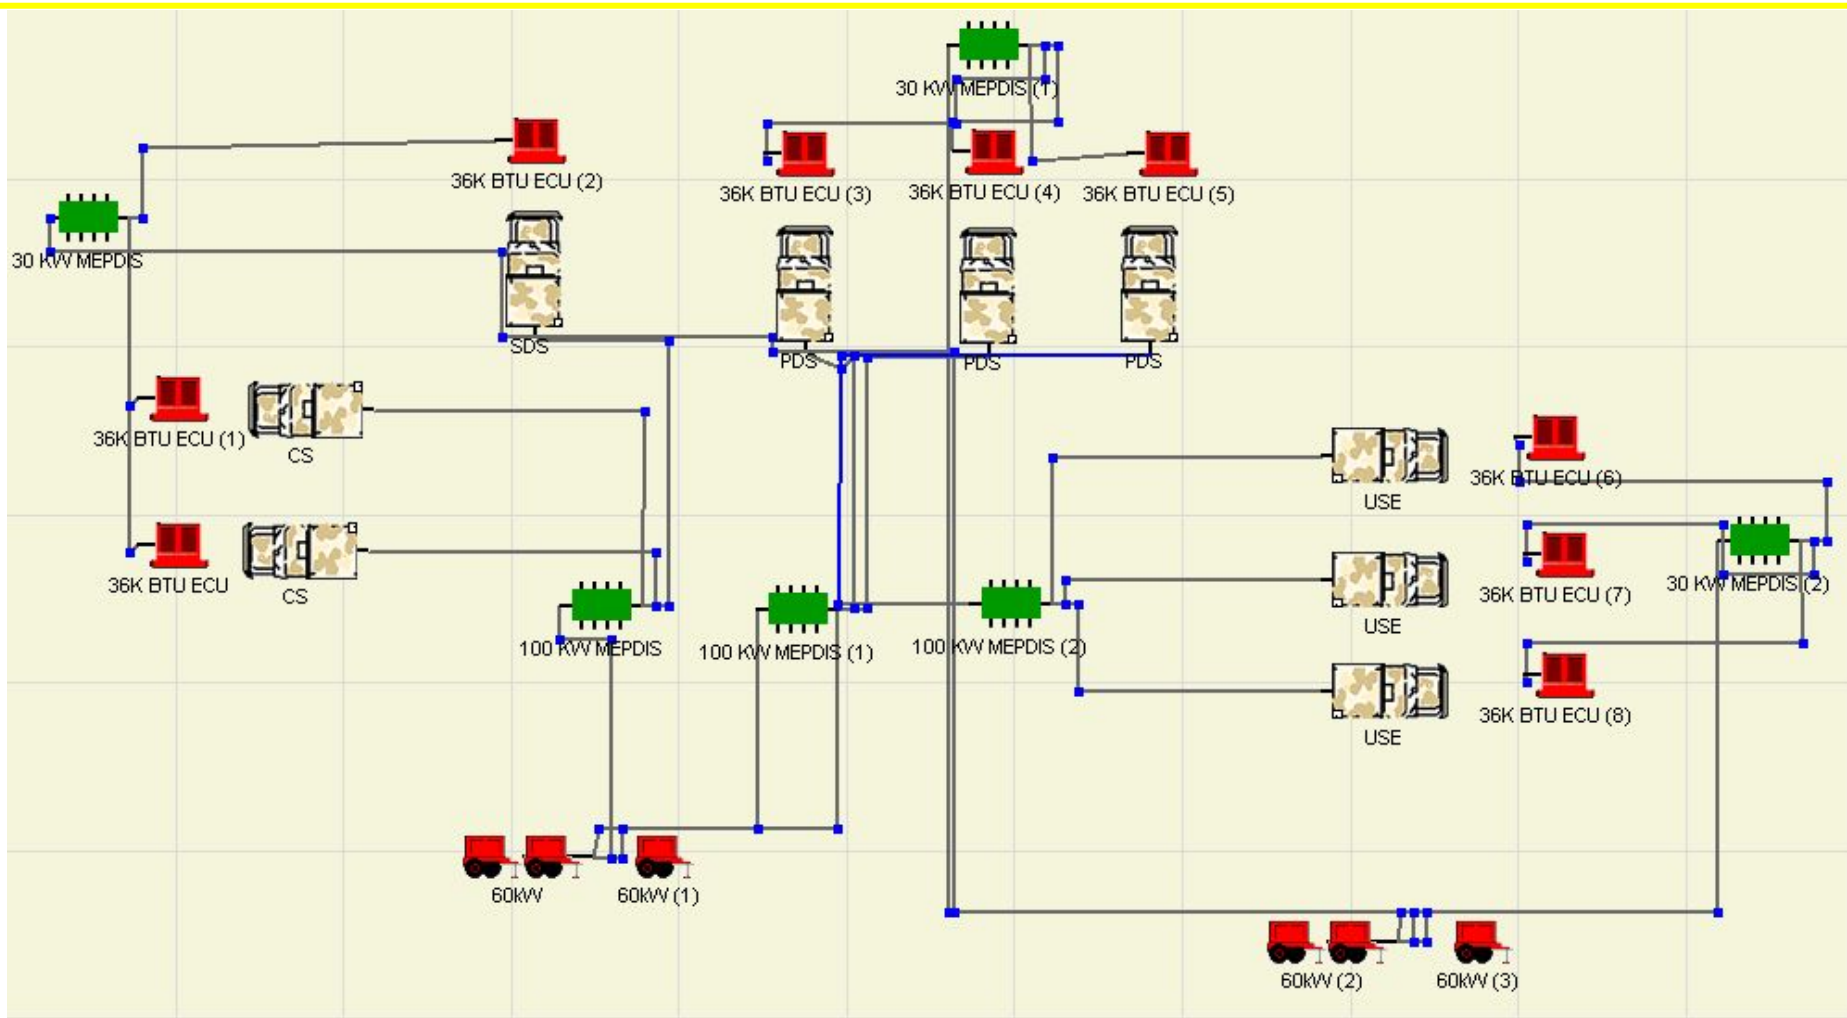 30 KW MEPDIS (1)
36K BTU ECU (2)
36K BTU ECU (3)
36K BTU ECU (4)
36K BTU ECU (5)
30 KW MEPDIS
SDS
PDS
PDS
PDS
36K BTU ECU (1)
CS
36K BTU ECU (6)
USE
36K BTU ECU
CS
36K BTU ECU (7)
30 KW MEPDIS (2)
USE
100 KW MEPDIS
100 KW MEPDIS (1)
100 KW MEPDIS (2)
36K BTU ECU (8)
USE
60kW
60kW (1)
60kW (2)
60kW (3)